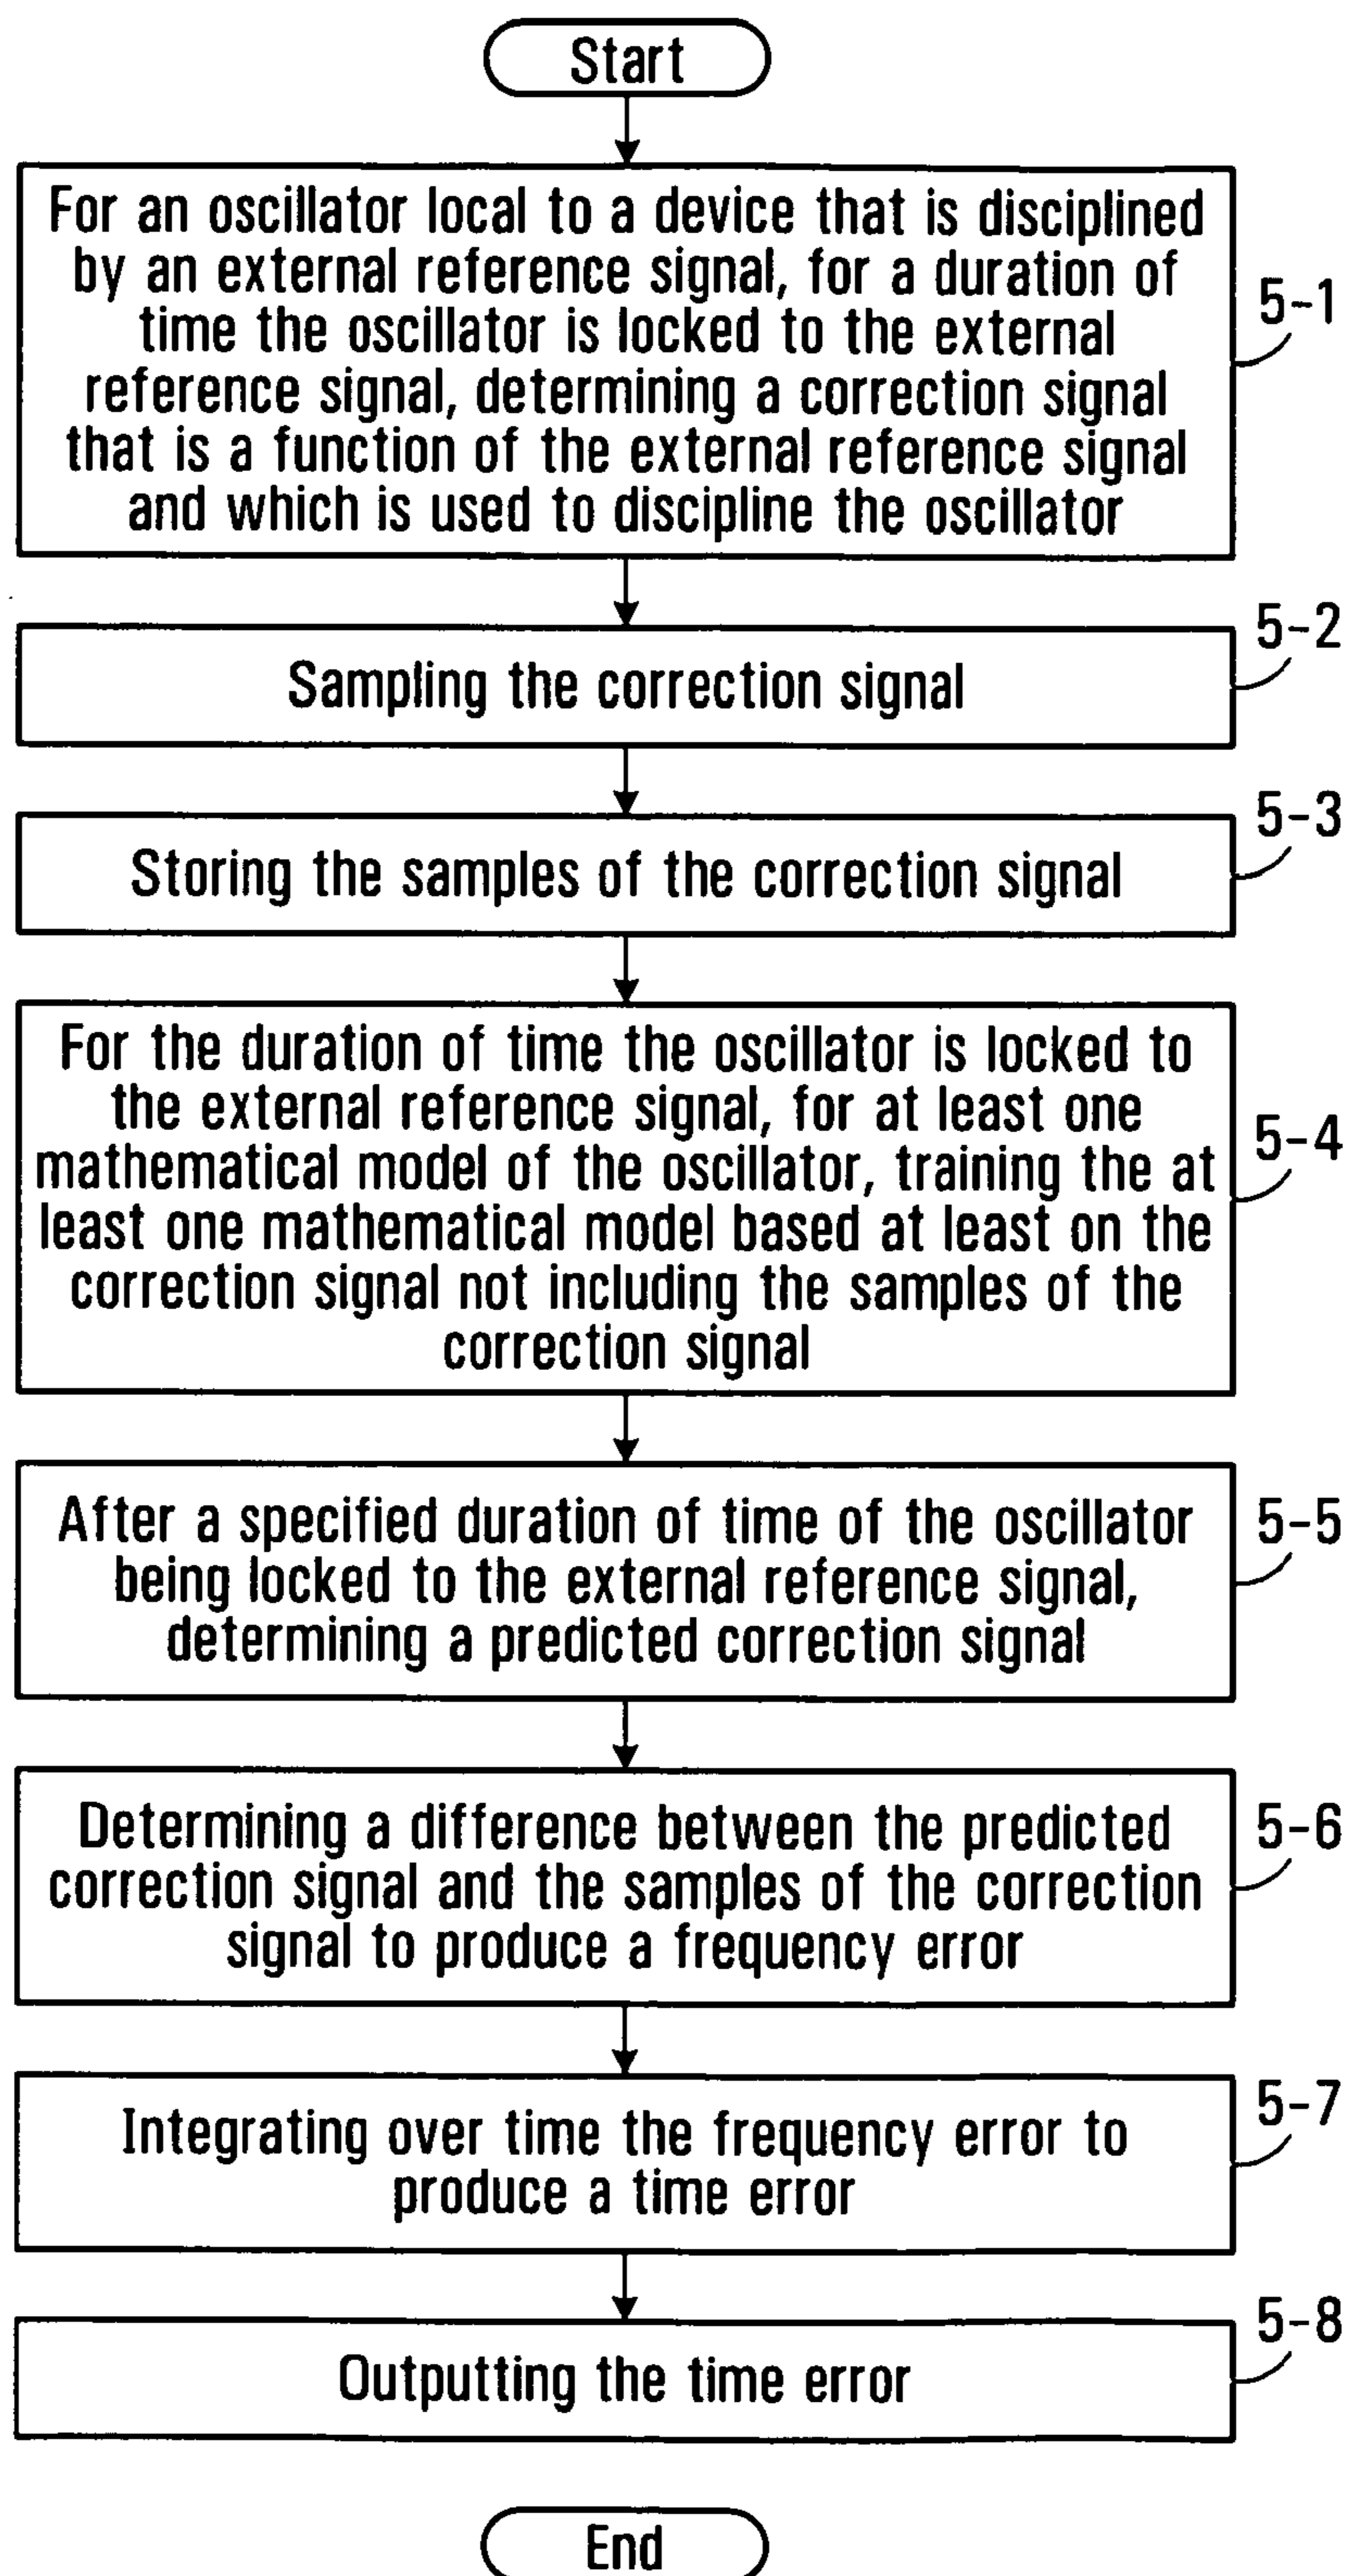 Start
For an oscillator local to a device that is disciplined
by an external reference signal, for a duration of
time the oscillator is locked to the external
reference signal, determining a correction signal
that is a function of the external reference signal
and which is used to discipline the oscillator
5-1
5-2
Sampling the correction signal
5-3
Storing the samples of the correction signal
For the duration of time the oscillator is locked to
the external reference signal, for at least one
mathematical model of the oscillator, training the at
least one mathematical model based at least on the
correction signal not including the samples of the
correction signal
5-4
After a specified duration of time of the oscillator
being locked to the external reference signal,
determining a predicted correction signal
5-5
Determining a difference between the predicted
correction signal and the samples of the correction
signal to produce a frequency error
5-6
Integrating over time the frequency error to
produce a time error
5-7
5-8
Outputting the time error
End